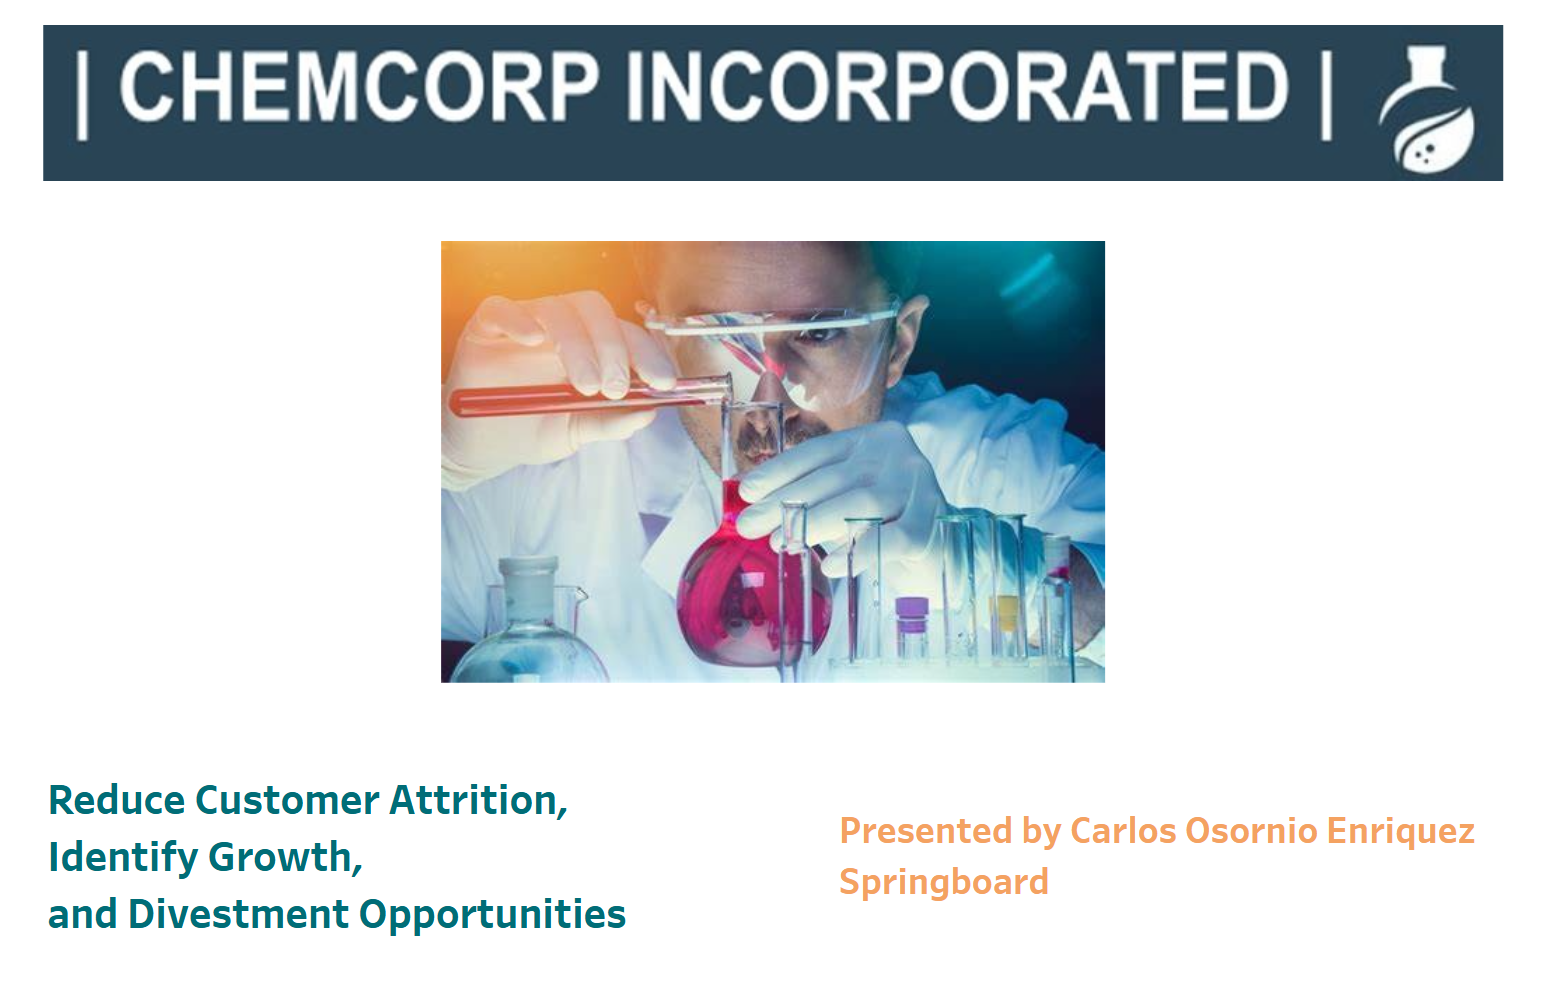 | CHEMCORP INCORPORATED |
Reduce Customer Attrition,
Identify Growth,
and Divestment Opportunities
Presented by Carlos Osornio Enriquez
Springboard